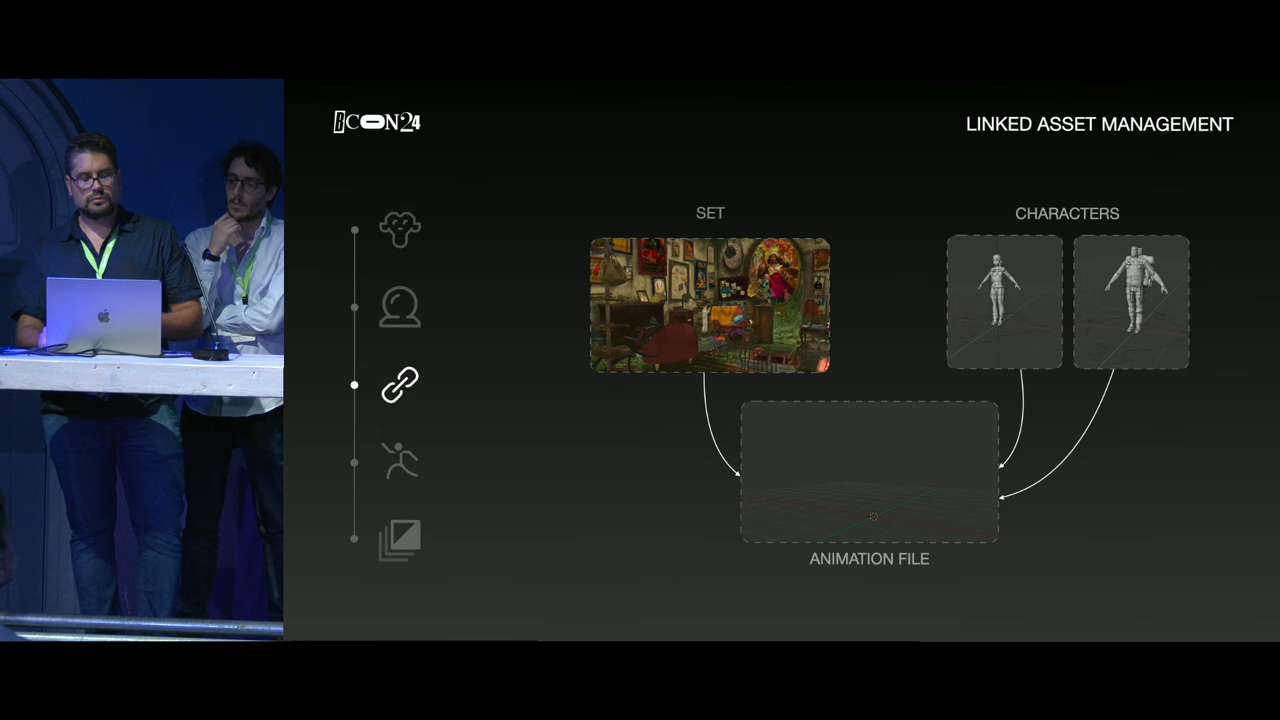 BCON24
LINKED ASSET MANAGEMENT
SET
CHARACTERS
ANIMATION FILE